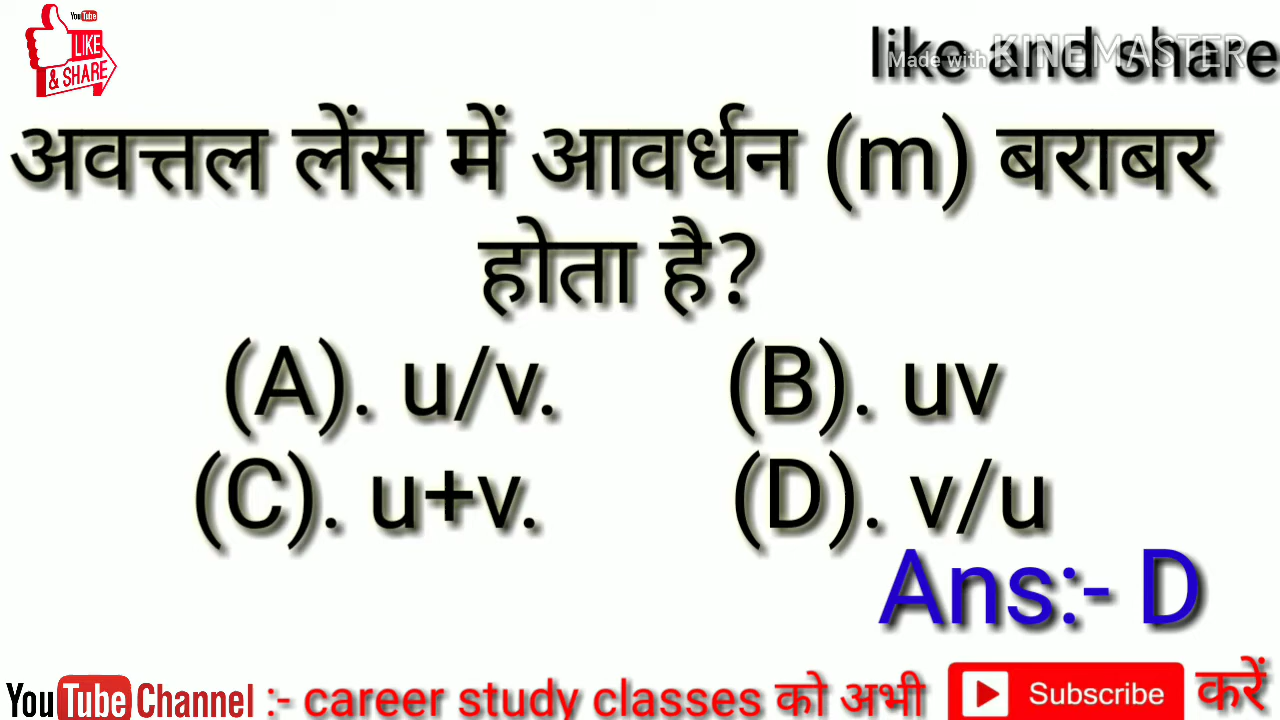 YouTube
LIKE
& SHARE
like and share
Made with KINEMASTER
अवत्तल लेंस में आवर्धन (m) बराबर
होता है?
(A). u/v. (B). uv
(C). u+v. (D). v/u
Ans:- D
YouTube Channel :- career study classes को अभी Subscribe करें